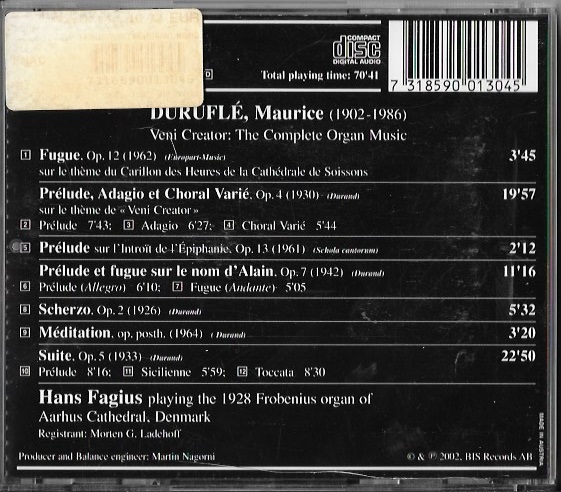 COMPACT
disc
DIGITAL AUDIO
D
Total playing time: 70'41
7 318590 013045
DURUFLÉ, Maurice (1902-1986)
Veni Creator: The Complete Organ Music
1 Fugue, Op. 12 (1962) (Europart-Music) 3'45
sur le thème du Carillon des Heures de la Cathédrale de Soissons
Prélude, Adagio et Choral Varié, Op. 4 (1930) (Durand) 19'57
sur le thème de «Veni Creator»
2 Prélude 7'43; 3 Adagio 6'27; 4 Choral Varié 5'44
5 Prélude sur l'Introït de l'Épiphanie, Op. 13 (1961) (Schola cantorum) 2'12
Prélude et fugue sur le nom d'Alain, Op. 7 (1942) (Durand) 11'16
6 Prélude (Allegro) 6'10; 7 Fugue (Andante) 5'05
8 Scherzo, Op. 2 (1926) (Durand) 5'32
9 Méditation, op. posth. (1964) (Durand) 3'20
Suite, Op. 5 (1933) (Durand) 22'50
10 Prélude 8'16; 11 Sicilienne 5'59; 12 Toccata 8'30
Hans Fagius playing the 1928 Frobenius organ of
Aarhus Cathedral, Denmark
Registrant: Morten G. Ladehoff
Producer and Balance engineer: Martin Nagorni
© & ℗ 2002, BIS Records AB
MADE IN AUSTRIA